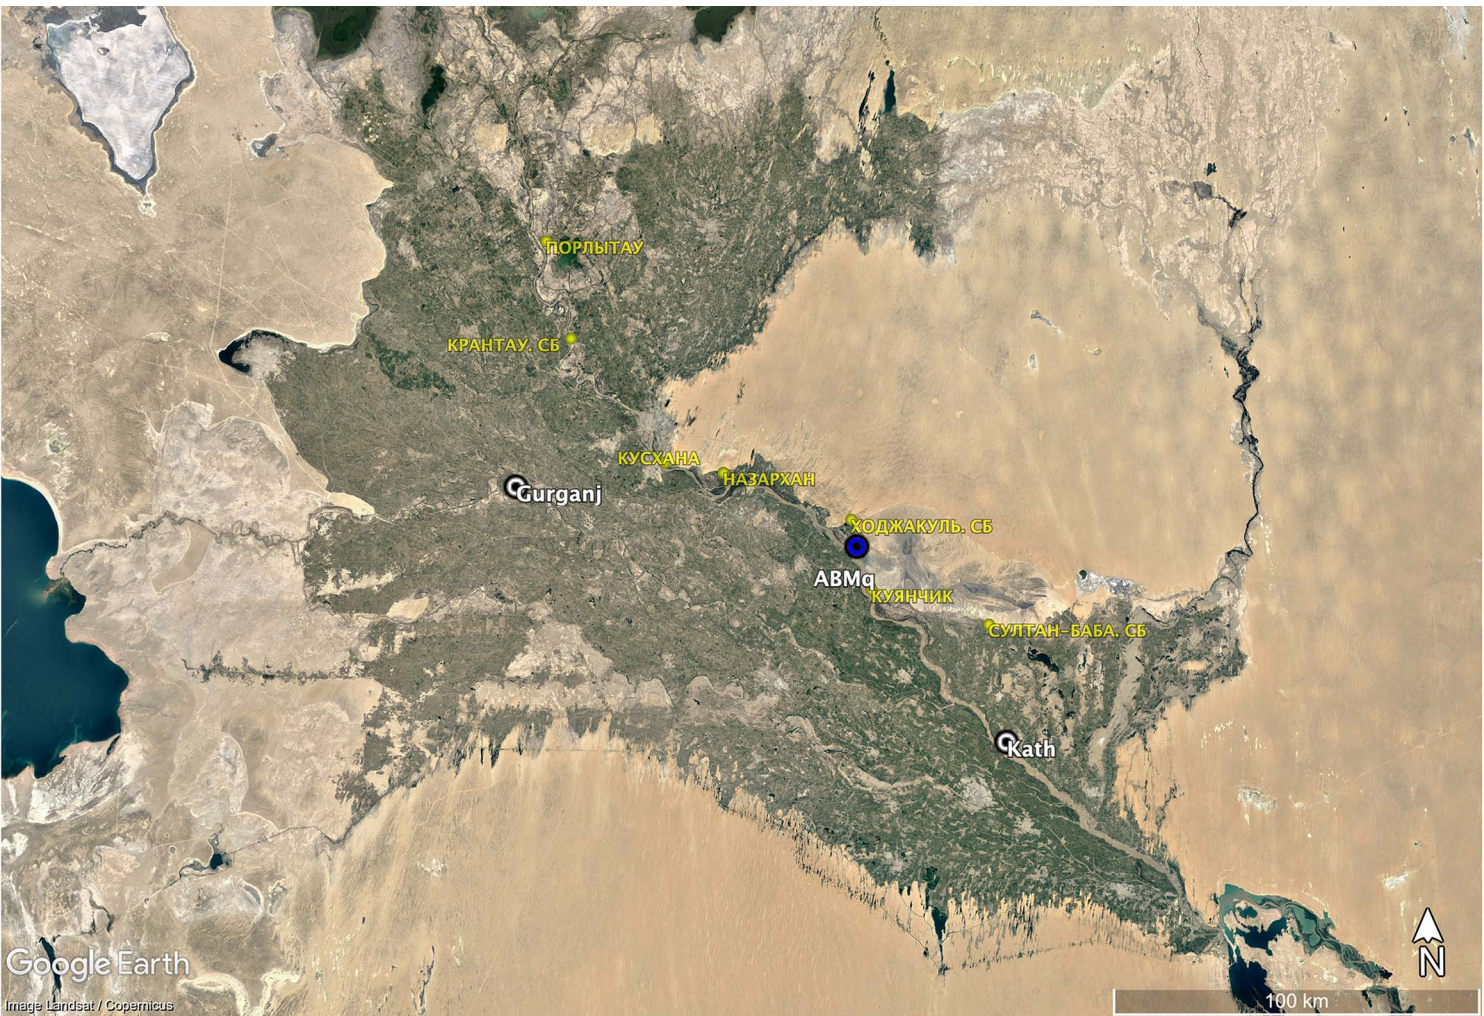 ПОРЛЫТАУ
КРАНТАУ. СБ
КУСХАНА
НАЗАРХАН
Gurganj
ХОДЖАКУЛЬ. СБ
ABMq
КУЯНЧИК
СУЛТАН-БАБА. СБ
Kath
N
Google Earth
Image Landsat / Copernicus
100 km